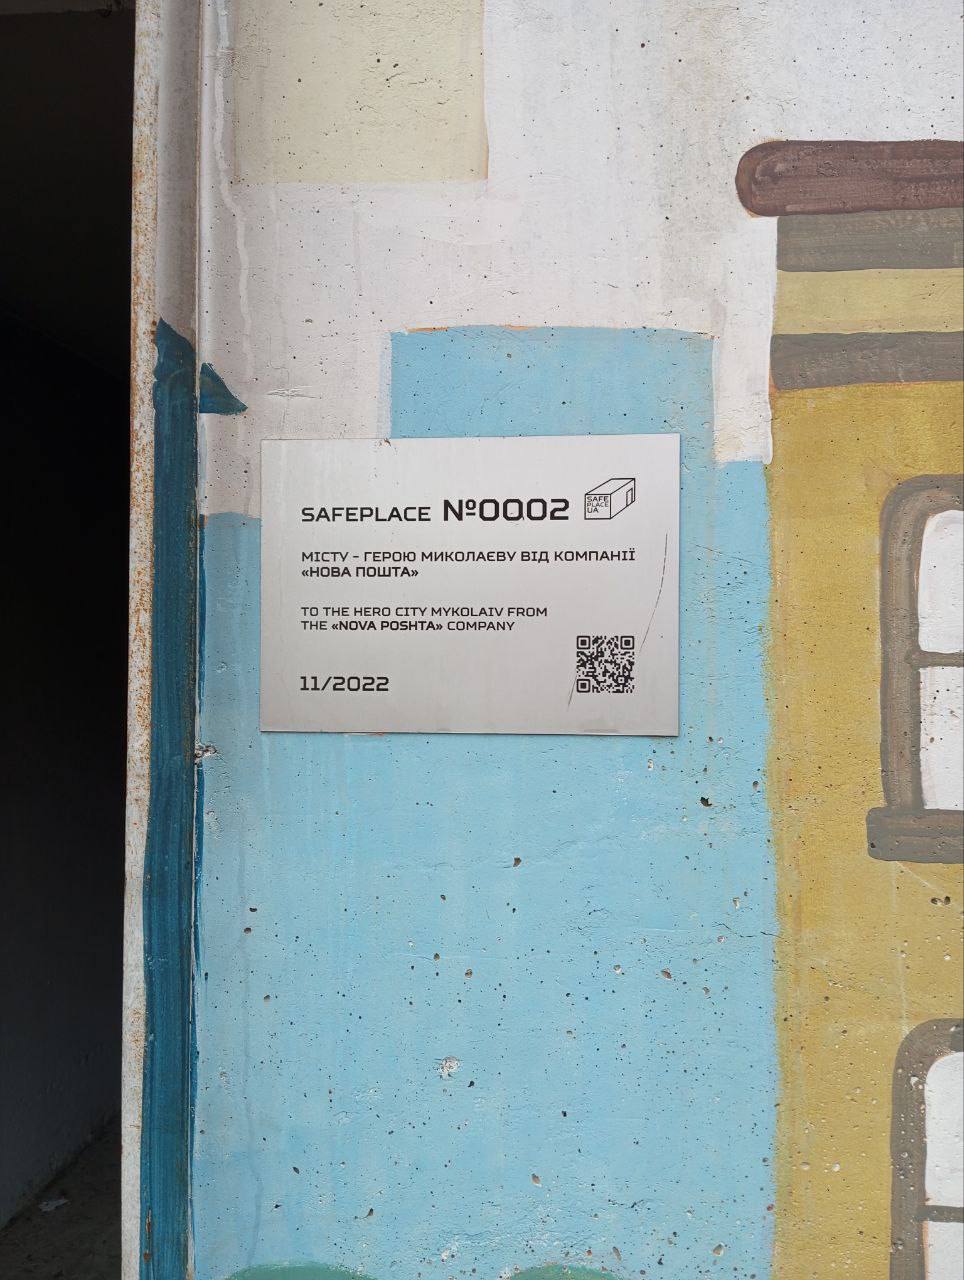 SAFEPLACE №0002
SAFE
PLACE
UA
МІСТУ – ГЕРОЮ МИКОЛАЄВУ ВІД КОМПАНІЇ
«НОВА ПОШТА»
TO THE HERO CITY MYKOLAIV FROM
THE «NOVA POSHTA» COMPANY
11/2022